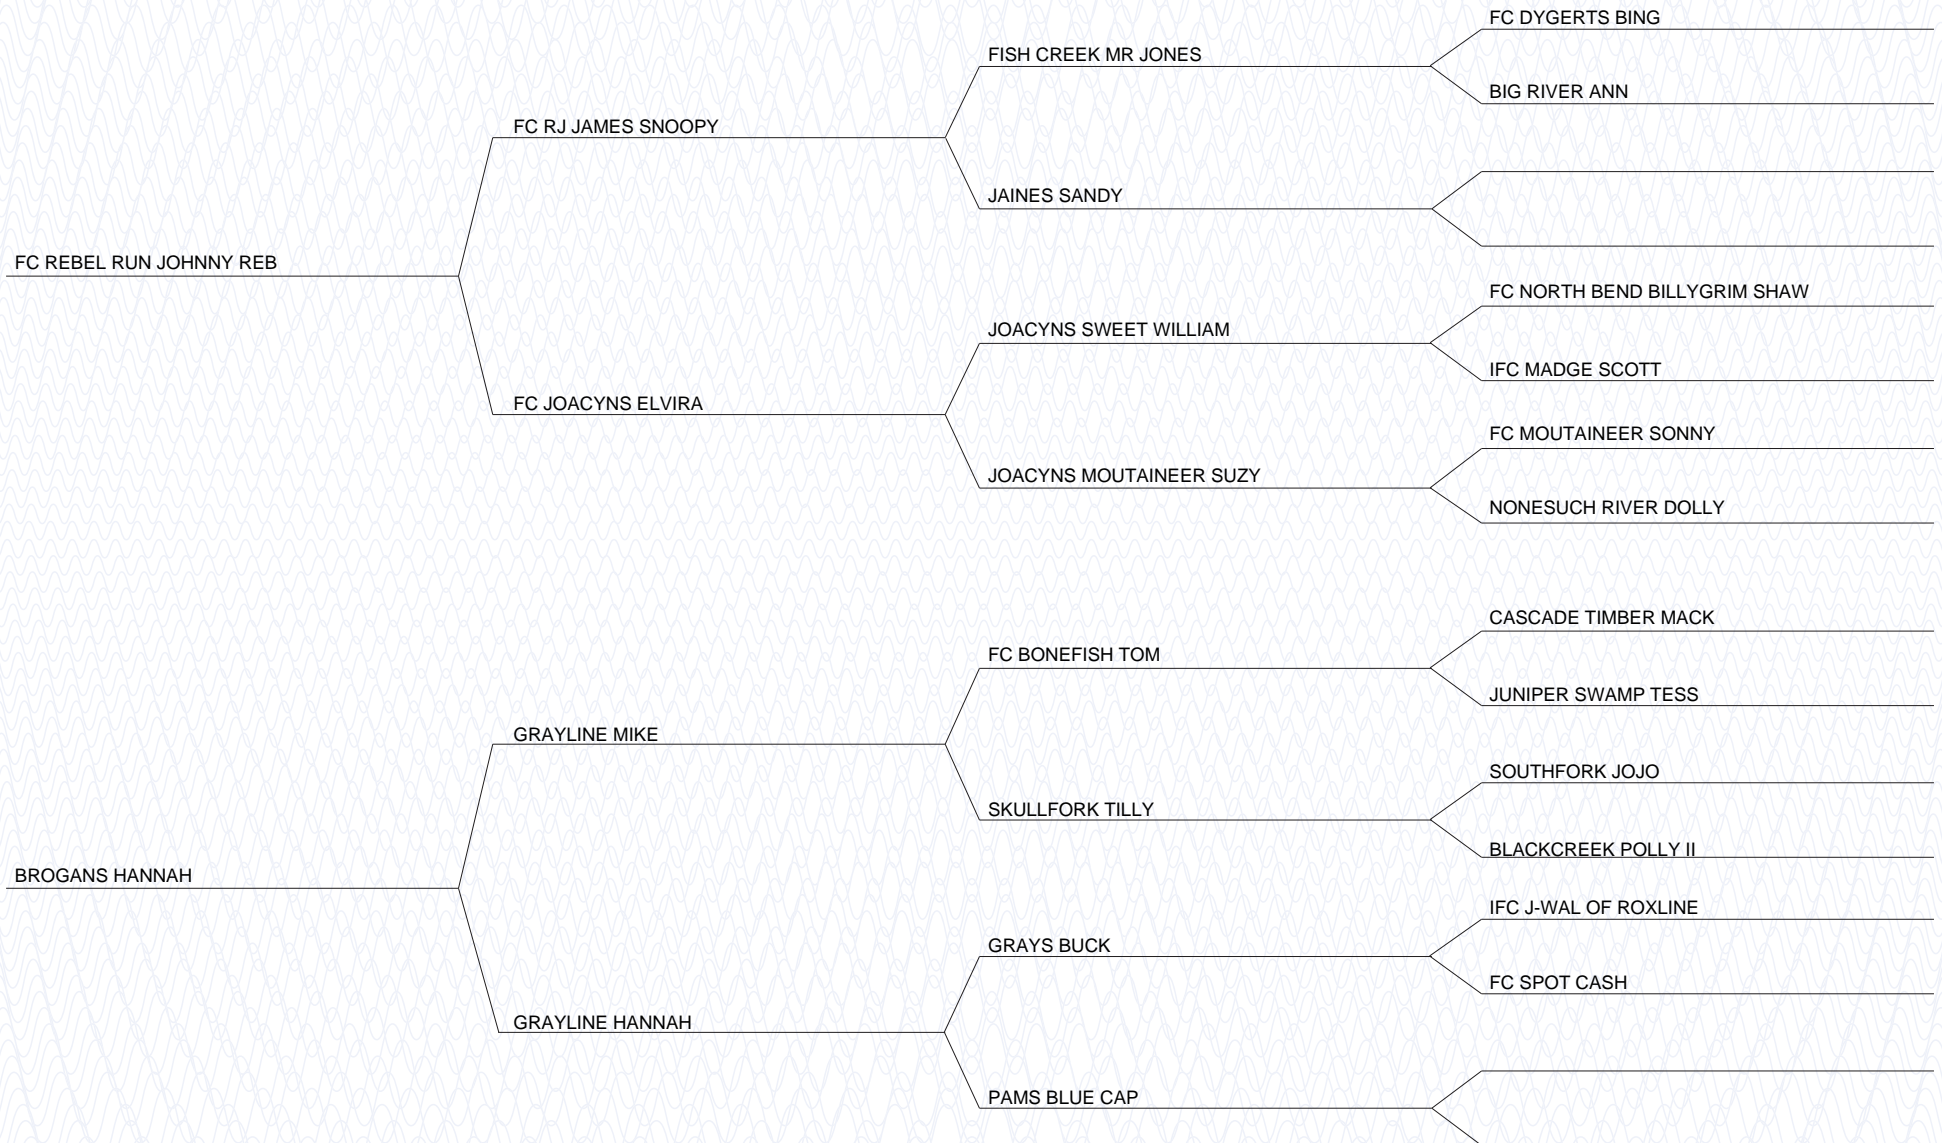 FC DYGERTS BING
FISH CREEK MR JONES
BIG RIVER ANN
FC RJ JAMES SNOOPY
JAINES SANDY
FC REBEL RUN JOHNNY REB
FC NORTH BEND BILLYGRIM SHAW
JOACYNS SWEET WILLIAM
IFC MADGE SCOTT
FC JOACYNS ELVIRA
FC MOUTAINEER SONNY
JOACYNS MOUTAINEER SUZY
NONESUCH RIVER DOLLY
CASCADE TIMBER MACK
FC BONEFISH TOM
JUNIPER SWAMP TESS
GRAYLINE MIKE
SOUTHFORK JOJO
SKULLFORK TILLY
BLACKCREEK POLLY II
BROGANS HANNAH
IFC J-WAL OF ROXLINE
GRAYS BUCK
FC SPOT CASH
GRAYLINE HANNAH
PAMS BLUE CAP